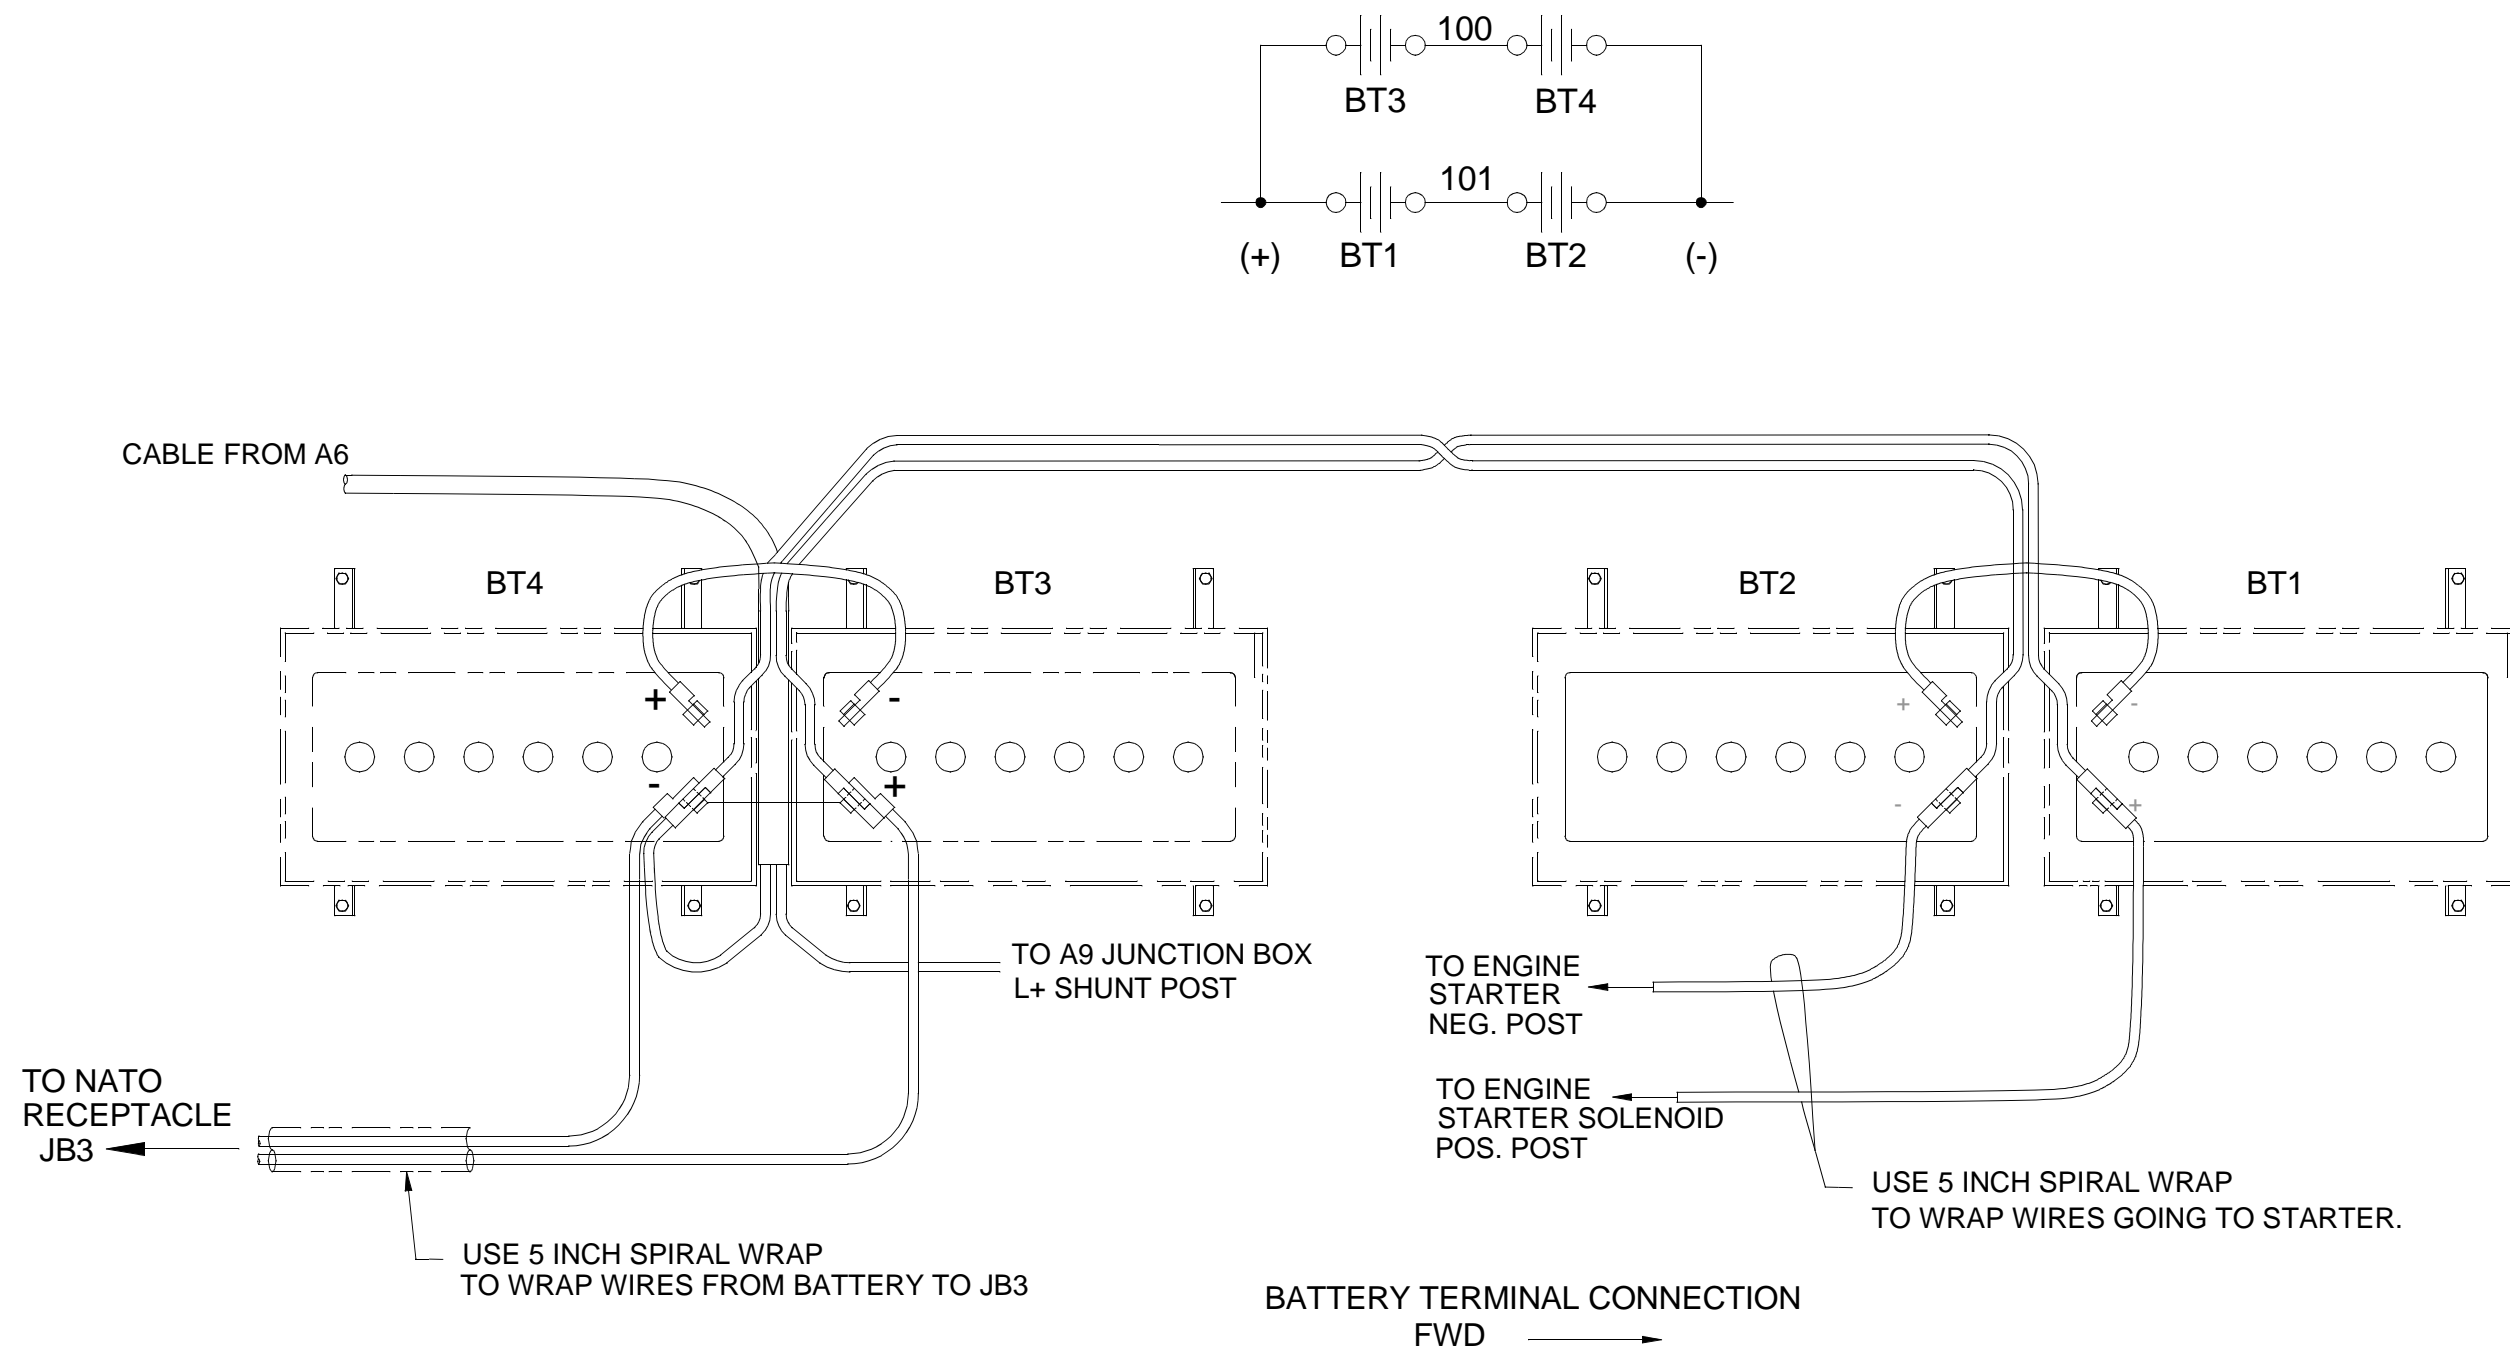 100
BT3 BT4
101
(+) BT1 BT2 (-)
CABLE FROM A6
BT4 BT3 BT2 BT1
+ - + -
- + - +
TO A9 JUNCTION BOX
L+ SHUNT POST
TO ENGINE
STARTER
NEG. POST
TO NATO
RECEPTACLE
JB3
TO ENGINE
STARTER SOLENOID
POS. POST
USE 5 INCH SPIRAL WRAP
TO WRAP WIRES GOING TO STARTER.
USE 5 INCH SPIRAL WRAP
TO WRAP WIRES FROM BATTERY TO JB3
BATTERY TERMINAL CONNECTION
FWD